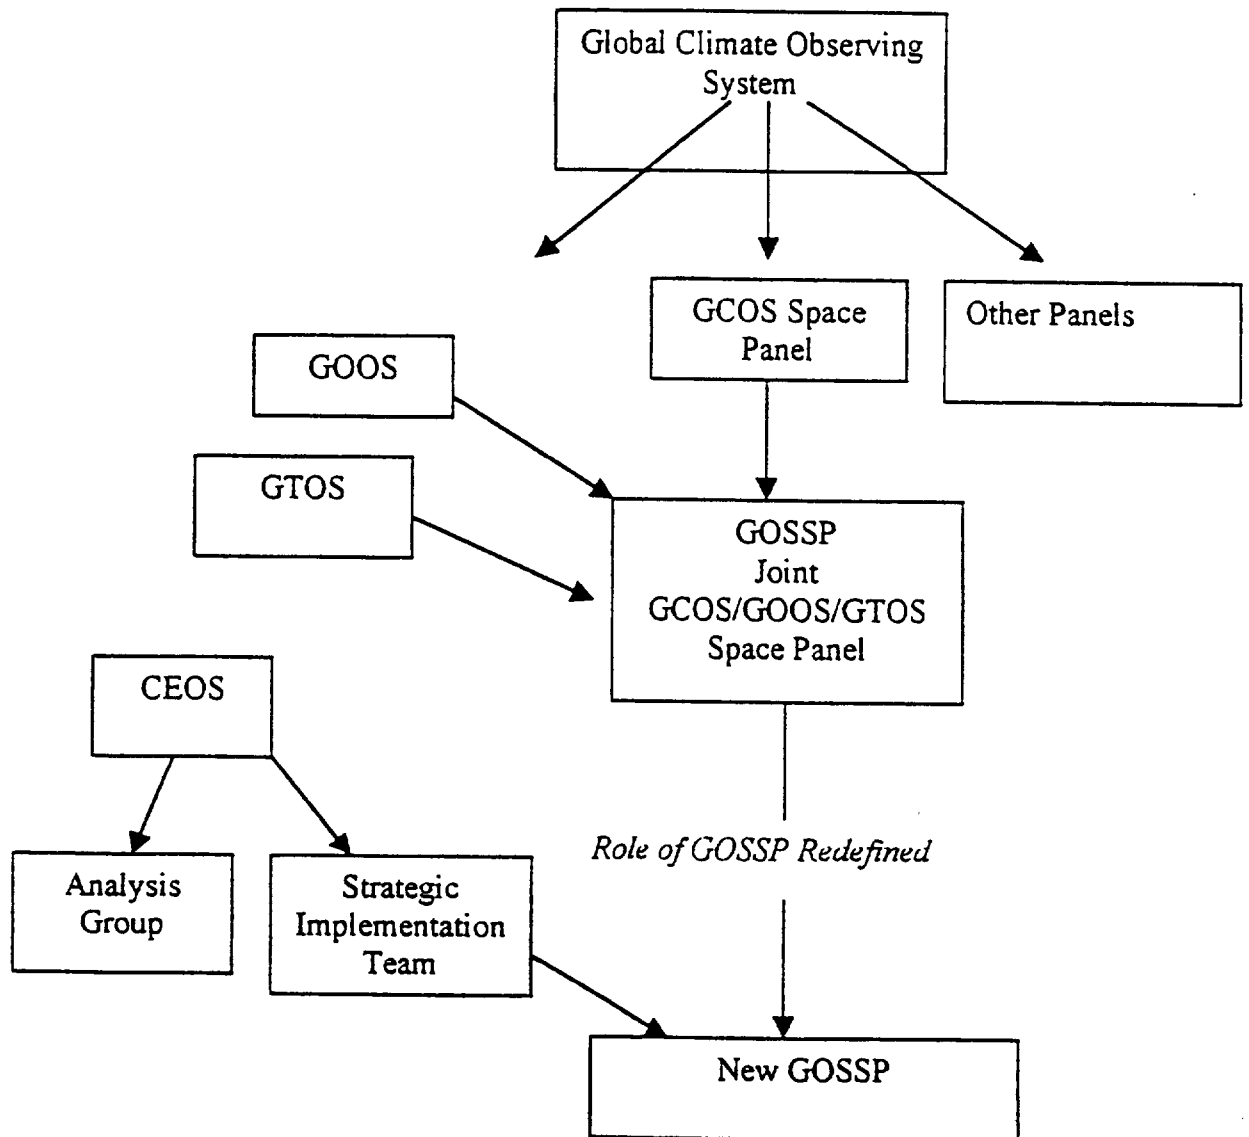 Global Climate Observing
System
GCOS Space
Panel
Other Panels
GOOS
GTOS
GOSSP
Joint
GCOS/GOOS/GTOS
Space Panel
CEOS
Role of GOSSP Redefined
Analysis
Group
Strategic
Implementation
Team
New GOSSP